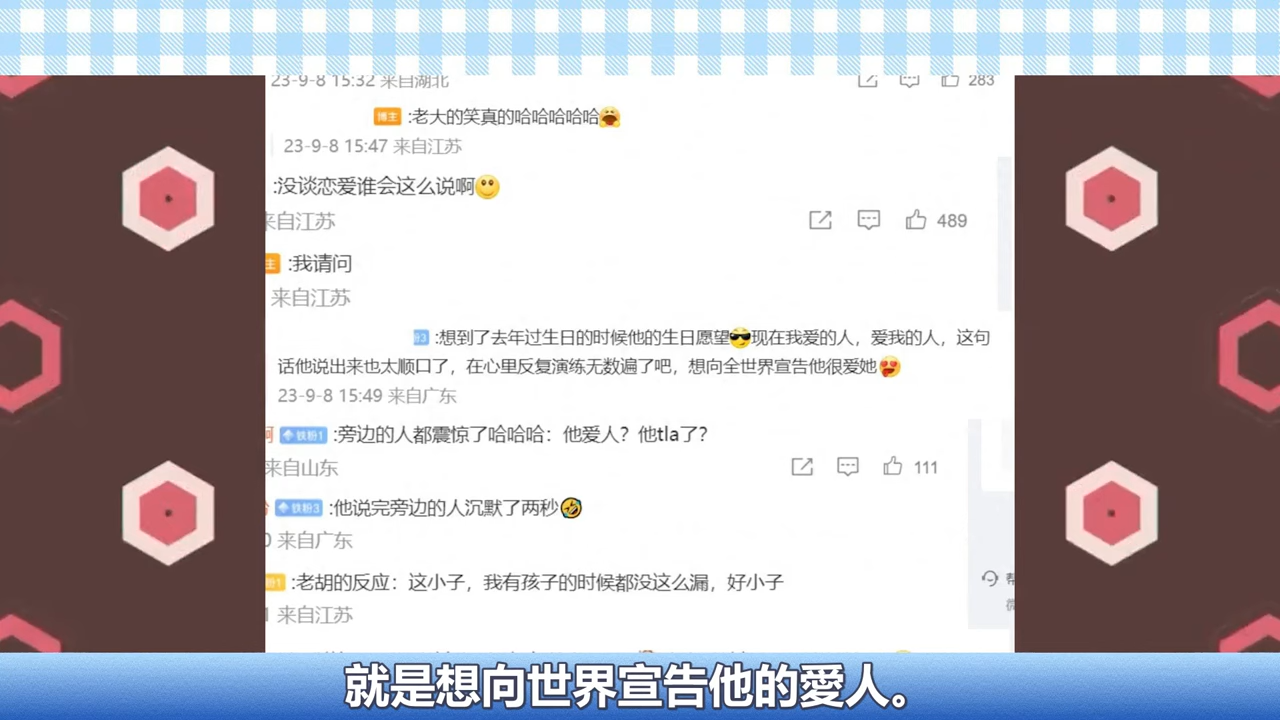 23-9-8 15:32 来自湖北 283
博主 :老大的笑真的哈哈哈哈哈
23-9-8 15:47 来自江苏
:没谈恋爱谁会这么说啊
来自江苏 489
主 :我请问
来自江苏
:想到了去年过生日的时候他的生日愿望现在我爱的人，爱我的人，这句
话他说出来也太顺口了，在心里反复演练无数遍了吧，想向全世界宣告他很爱她
23-9-8 15:49 来自广东
铁粉1 :旁边的人都震惊了哈哈哈：他爱人？他tla了？
来自山东 111
铁粉3 :他说完旁边的人沉默了两秒
0 来自广东
粉1 :老胡的反应：这小子，我有孩子的时候都没这么漏，好小子
来自江苏
就是想向世界宣告他的愛人。